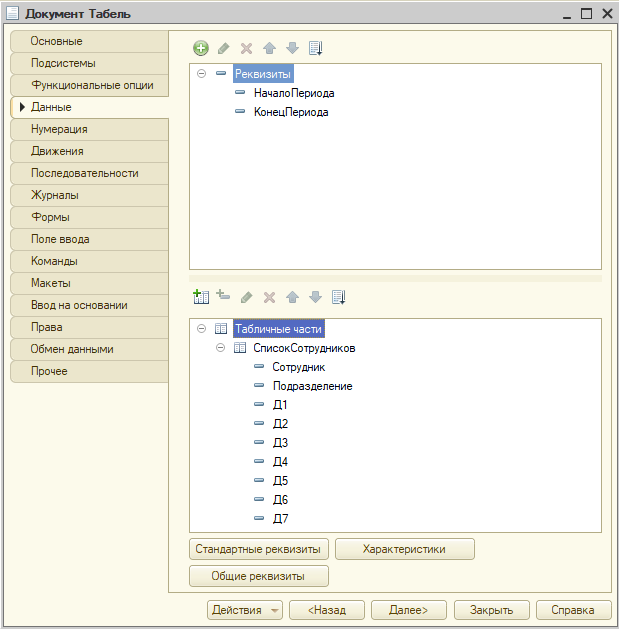 Документ Табель
Основные
Подсистемы
Функциональные опции
Данные
Нумерация
Движения
Последовательности
Журналы
Формы
Поле ввода
Команды
Макеты
Ввод на основании
Права
Обмен данными
Прочее
Реквизиты
НачалоПериода
КонецПериода
Табличные части
СписокСотрудников
Сотрудник
Подразделение
Д1
Д2
Д3
Д4
Д5
Д6
Д7
Стандартные реквизиты
Характеристики
Общие реквизиты
Действия
<Назад
Далее>
Закрыть
Справка